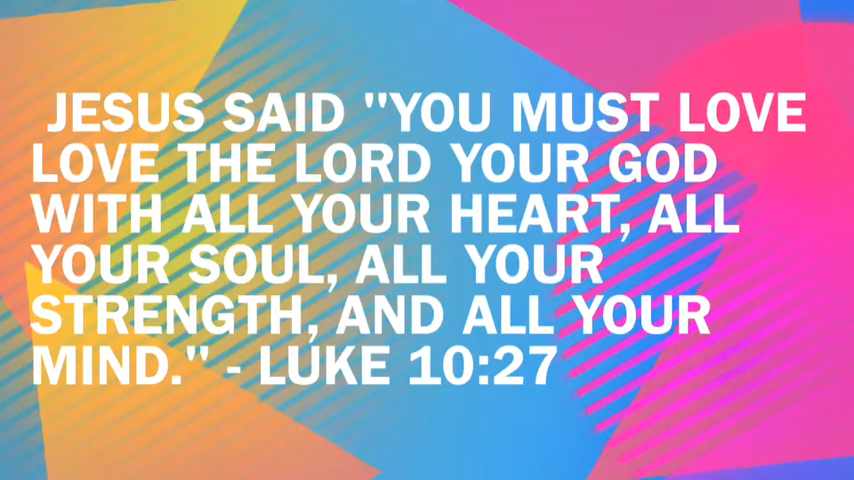 JESUS SAID "YOU MUST LOVE
LOVE THE LORD YOUR GOD
WITH ALL YOUR HEART, ALL
YOUR SOUL, ALL YOUR
STRENGTH, AND ALL YOUR
MIND." - LUKE 10:27